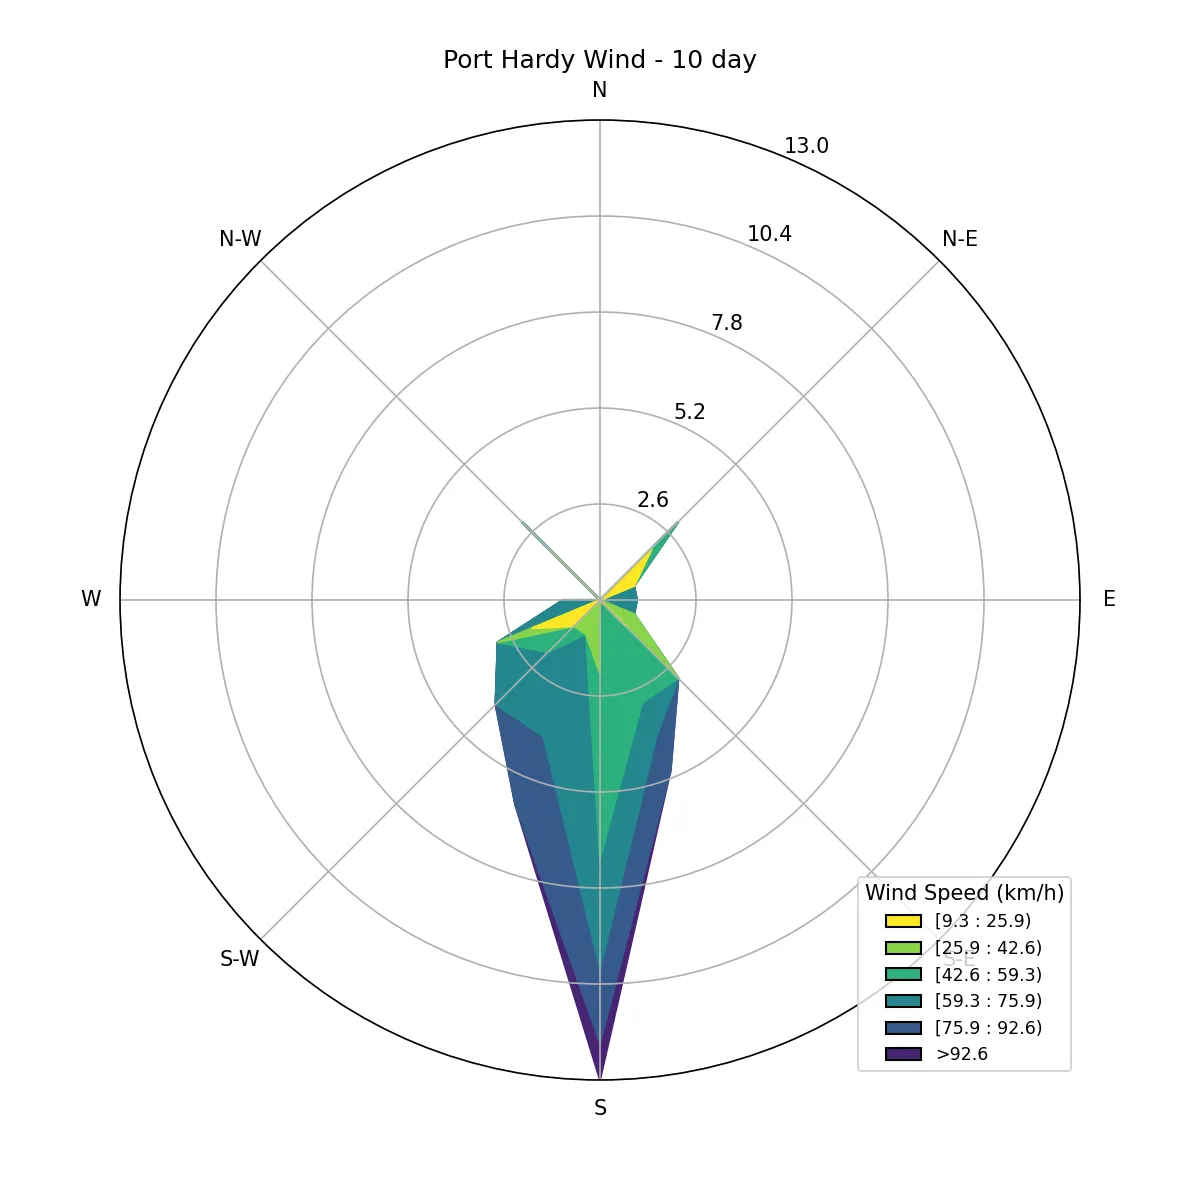 Port Hardy Wind - 10 day
N
13.0
N-W
10.4
N-E
7.8
5.2
2.6
W
E
S-W
S-E
S
Wind Speed (km/h)
[9.3 : 25.9)
[25.9 : 42.6)
[42.6 : 59.3)
[59.3 : 75.9)
[75.9 : 92.6)
>92.6